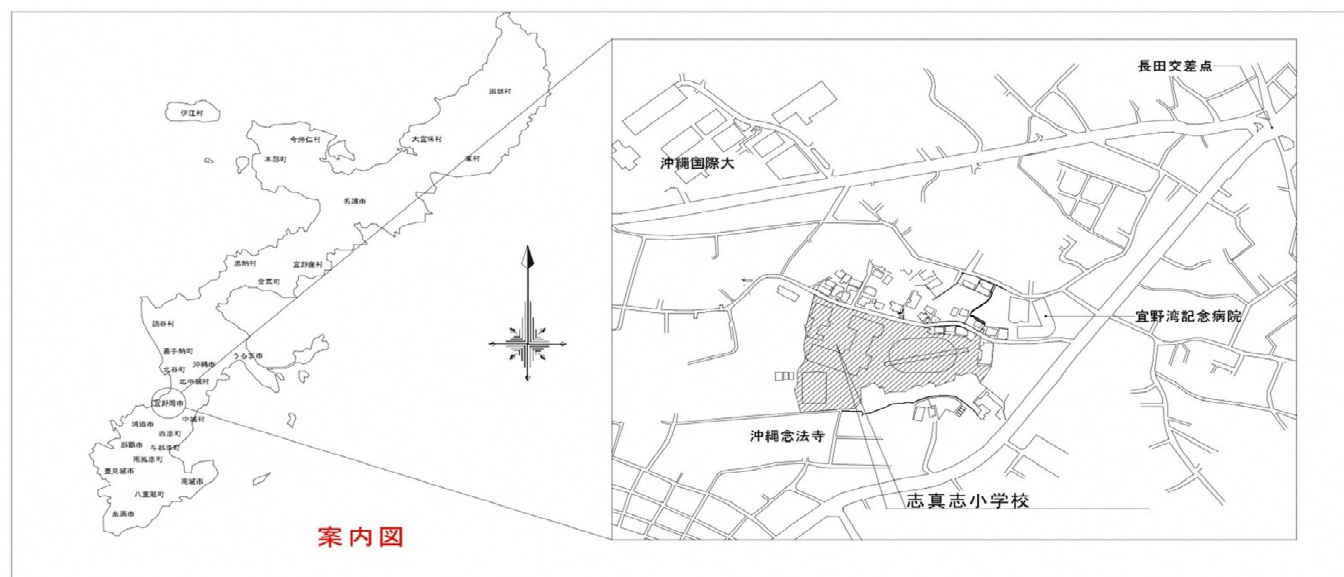 国頭村
伊江村
今帰仁村
大宜味村
本部町
東村
名護市
恩納村
宜野座村
金武町
読谷村
嘉手納町
うるま市
沖縄市
北谷町
北中城村
宜野湾市
中城村
浦添市
西原町
那覇市
与那原町
南風原町
豊見城市
南城市
八重瀬町
糸満市
案内図
長田交差点
沖縄国際大
宜野湾記念病院
沖縄念法寺
志真志小学校